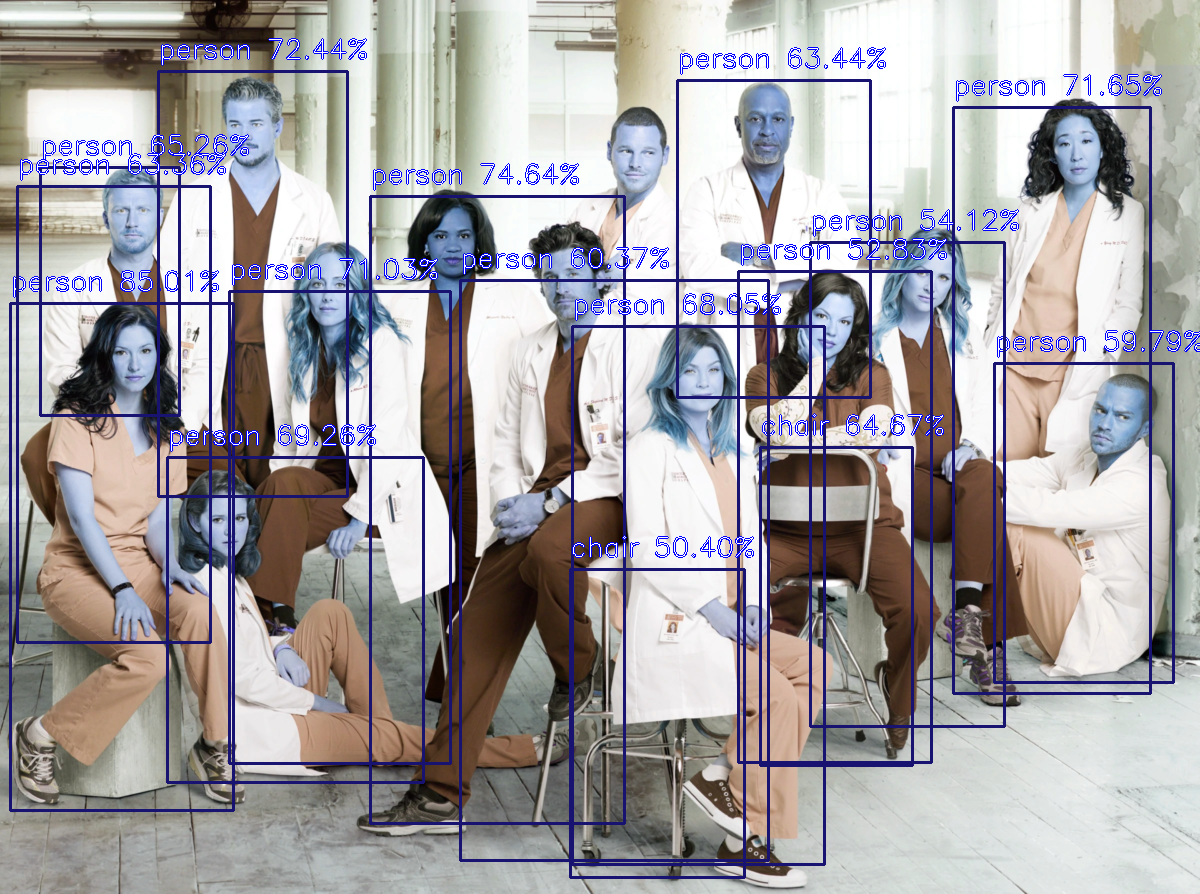 person 72.44%
person 63.44%
person 71.65%
person 65.26%
person 63.36%
person 74.64%
person 54.12%
person 52.83%
person 60.37%
person 71.03%
person 85.01%
person 68.05%
person 59.79%
chair 64.67%
person 69.26%
chair 50.40%